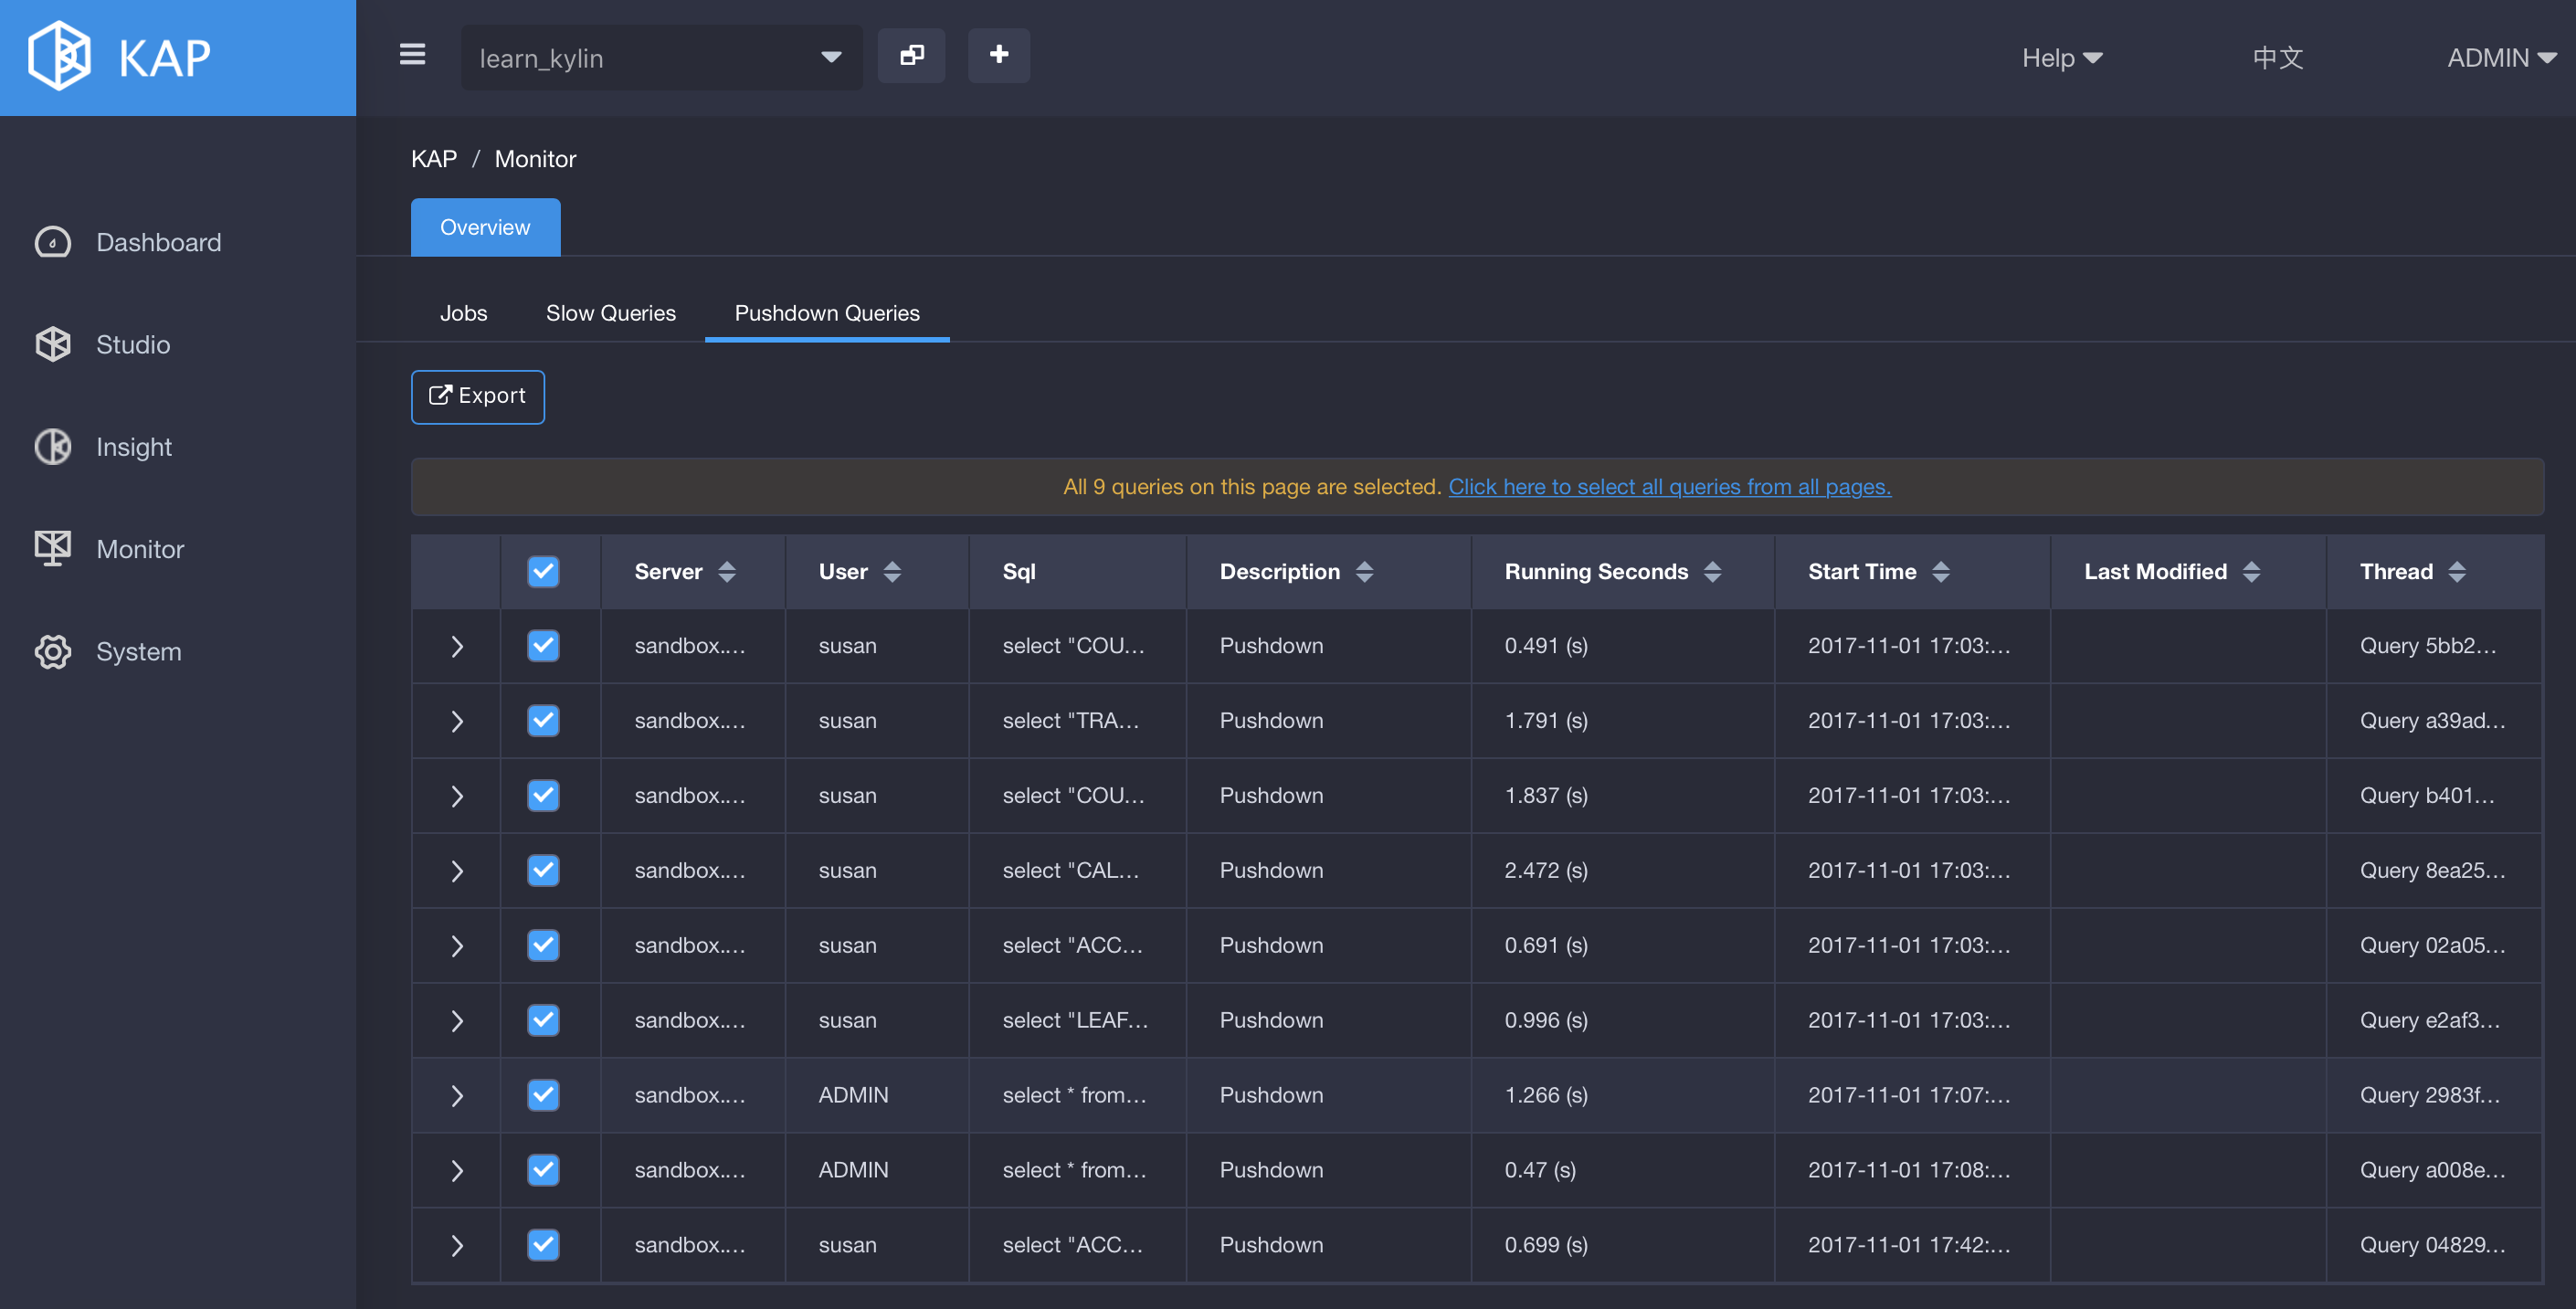 KAP
learn_kylin
Help
中文
ADMIN
Dashboard
Studio
Insight
Monitor
System
KAP / Monitor
Overview
Jobs Slow Queries Pushdown Queries
Export
All 9 queries on this page are selected. Click here to select all queries from all pages.
Server User Sql Description Running Seconds Start Time Last Modified Thread
sandbox.... susan select "COU... Pushdown 0.491 (s) 2017-11-01 17:03:... Query 5bb2...
sandbox.... susan select "TRA... Pushdown 1.791 (s) 2017-11-01 17:03:... Query a39ad...
sandbox.... susan select "COU... Pushdown 1.837 (s) 2017-11-01 17:03:... Query b401...
sandbox.... susan select "CAL... Pushdown 2.472 (s) 2017-11-01 17:03:... Query 8ea25...
sandbox.... susan select "ACC... Pushdown 0.691 (s) 2017-11-01 17:03:... Query 02a05...
sandbox.... susan select "LEAF... Pushdown 0.996 (s) 2017-11-01 17:03:... Query e2af3...
sandbox.... ADMIN select * from... Pushdown 1.266 (s) 2017-11-01 17:07:... Query 2983f...
sandbox.... ADMIN select * from... Pushdown 0.47 (s) 2017-11-01 17:08:... Query a008e...
sandbox.... susan select "ACC... Pushdown 0.699 (s) 2017-11-01 17:42:... Query 04829...